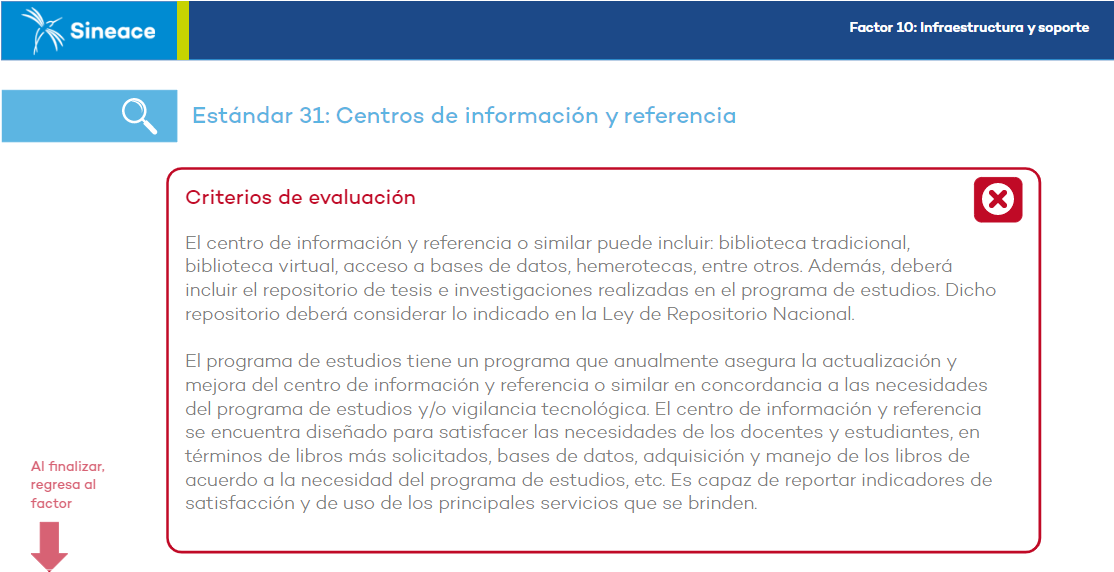 Sineace
Factor 10: Infraestructura y soporte
Estándar 31: Centros de información y referencia
Criterios de evaluación
El centro de información y referencia o similar puede incluir: biblioteca tradicional,
biblioteca virtual, acceso a bases de datos, hemerotecas, entre otros. Además, deberá
incluir el repositorio de tesis e investigaciones realizadas en el programa de estudios. Dicho
repositorio deberá considerar lo indicado en la Ley de Repositorio Nacional.
El programa de estudios tiene un programa que anualmente asegura la actualización y
mejora del centro de información y referencia o similar en concordancia a las necesidades
del programa de estudios y/o vigilancia tecnológica. El centro de información y referencia
se encuentra diseñado para satisfacer las necesidades de los docentes y estudiantes, en
términos de libros más solicitados, bases de datos, adquisición y manejo de los libros de
acuerdo a la necesidad del programa de estudios, etc. Es capaz de reportar indicadores de
satisfacción y de uso de los principales servicios que se brinden.
Al finalizar,
regresa al
factor